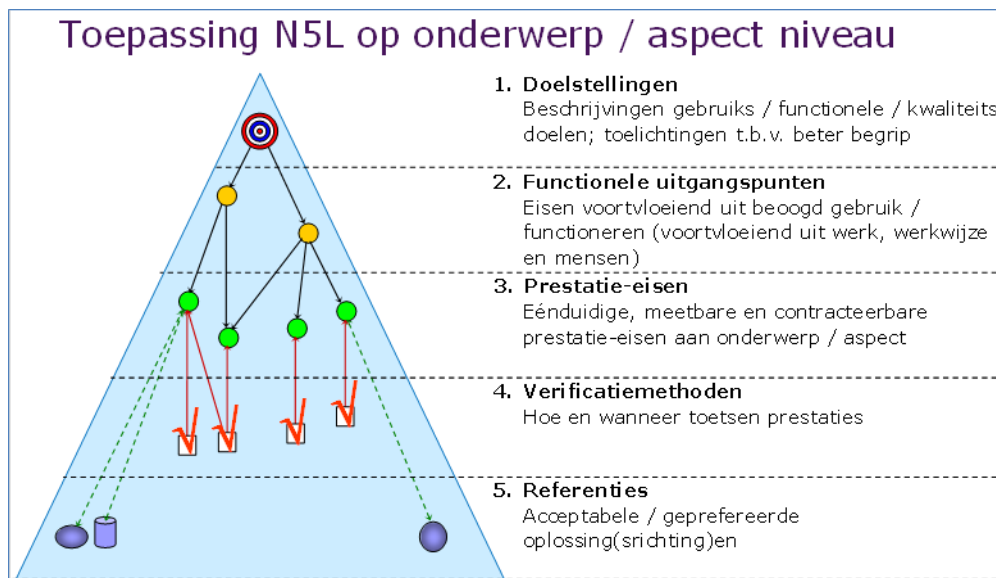 Toepassing N5L op onderwerp / aspect niveau
1. Doelstellingen
Beschrijvingen gebruiks / functionele / kwaliteits
doelen; toelichtingen t.b.v. beter begrip
2. Functionele uitgangspunten
Eisen voortvloeiend uit beoogd gebruik /
functioneren (voortvloeiend uit werk, werkwijze
en mensen)
3. Prestatie-eisen
Eénduidige, meetbare en contracteerbare
prestatie-eisen aan onderwerp / aspect
4. Verificatiemethoden
Hoe en wanneer toetsen prestaties
5. Referenties
Acceptabele / geprefereerde
oplossing(srichting)en